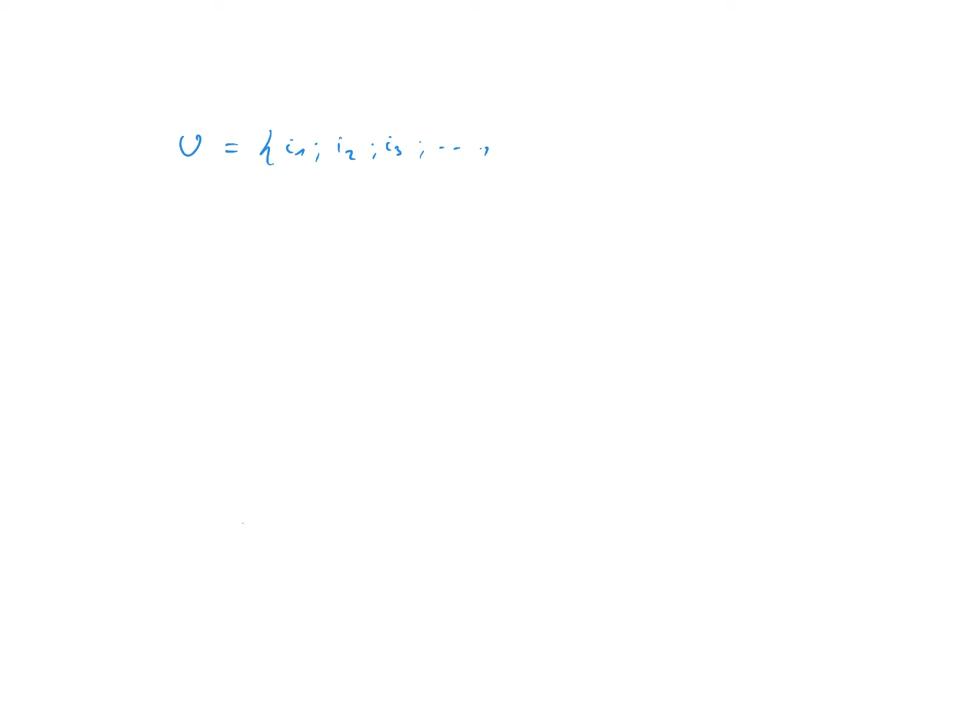 U = { i₁ ; i₂ ; i₃ ; ... ,